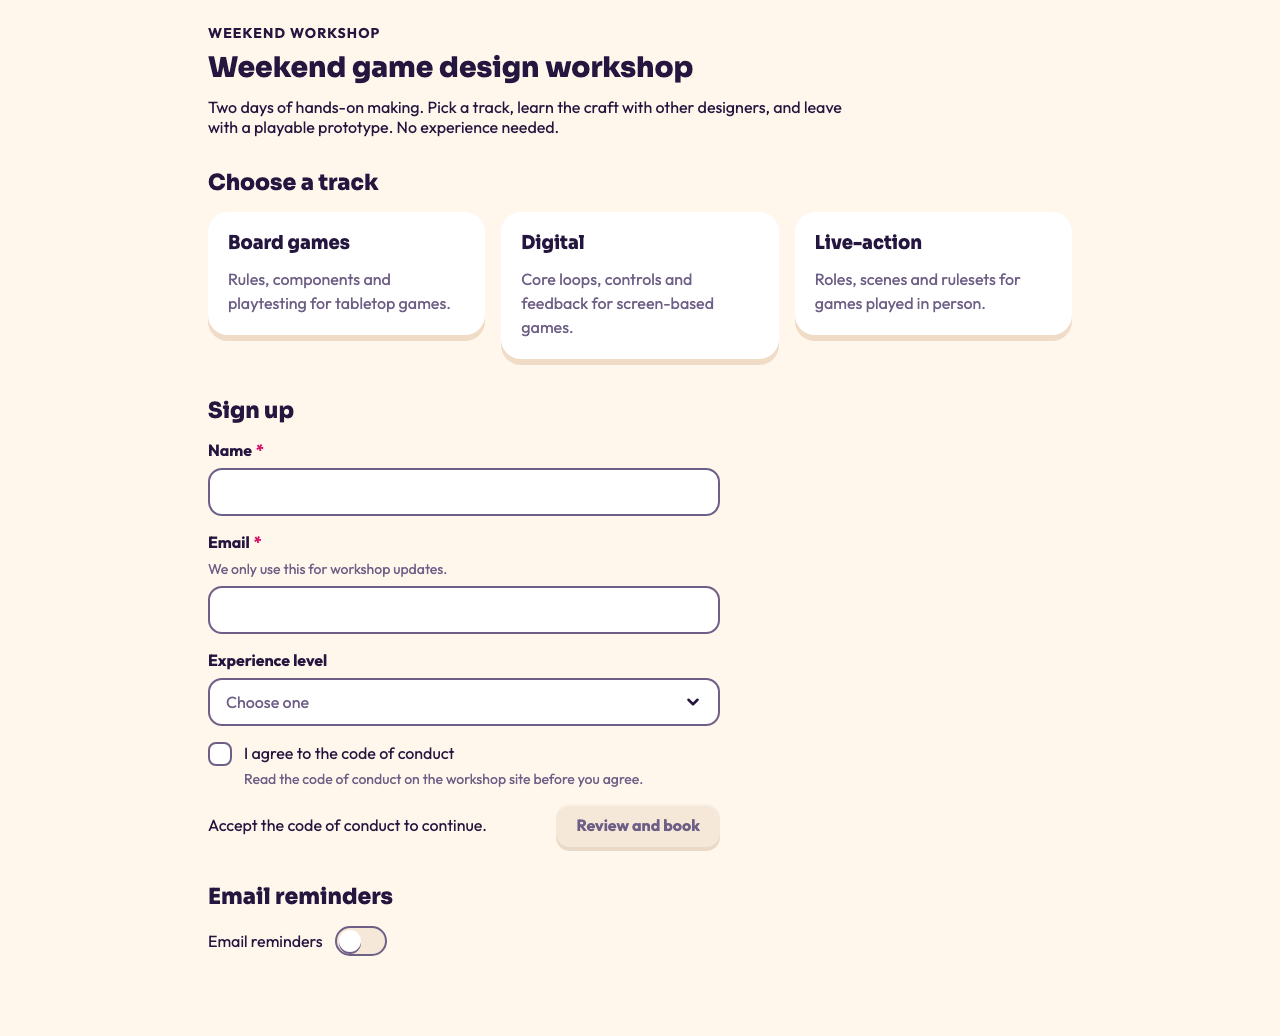 WEEKEND WORKSHOP
Weekend game design workshop
Two days of hands-on making. Pick a track, learn the craft with other designers, and leave
with a playable prototype. No experience needed.
Choose a track
Board games
Rules, components and
playtesting for tabletop games.
Digital
Core loops, controls and
feedback for screen-based
games.
Live-action
Roles, scenes and rulesets for
games played in person.
Sign up
Name *
Email *
We only use this for workshop updates.
Experience level
Choose one
I agree to the code of conduct
Read the code of conduct on the workshop site before you agree.
Accept the code of conduct to continue.
Review and book
Email reminders
Email reminders